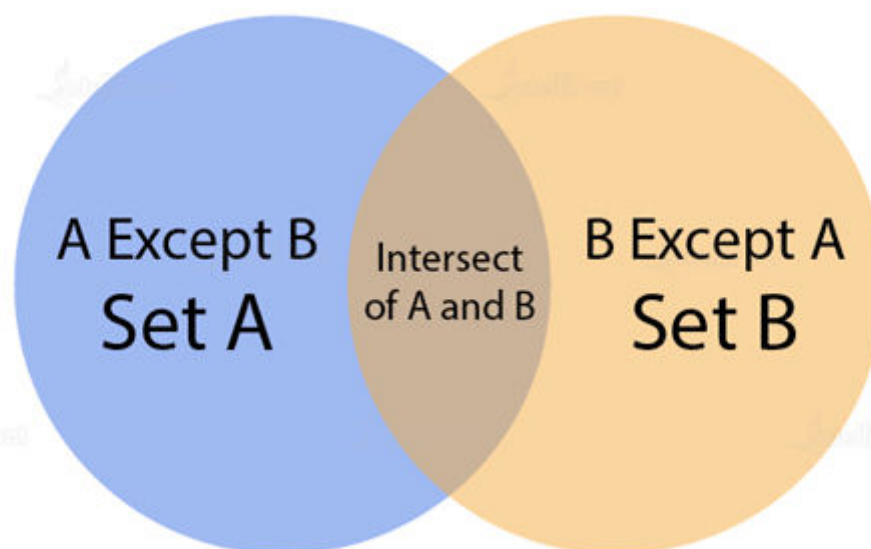 A Except B
Set A
Intersect
of A and B
B Except A
Set B